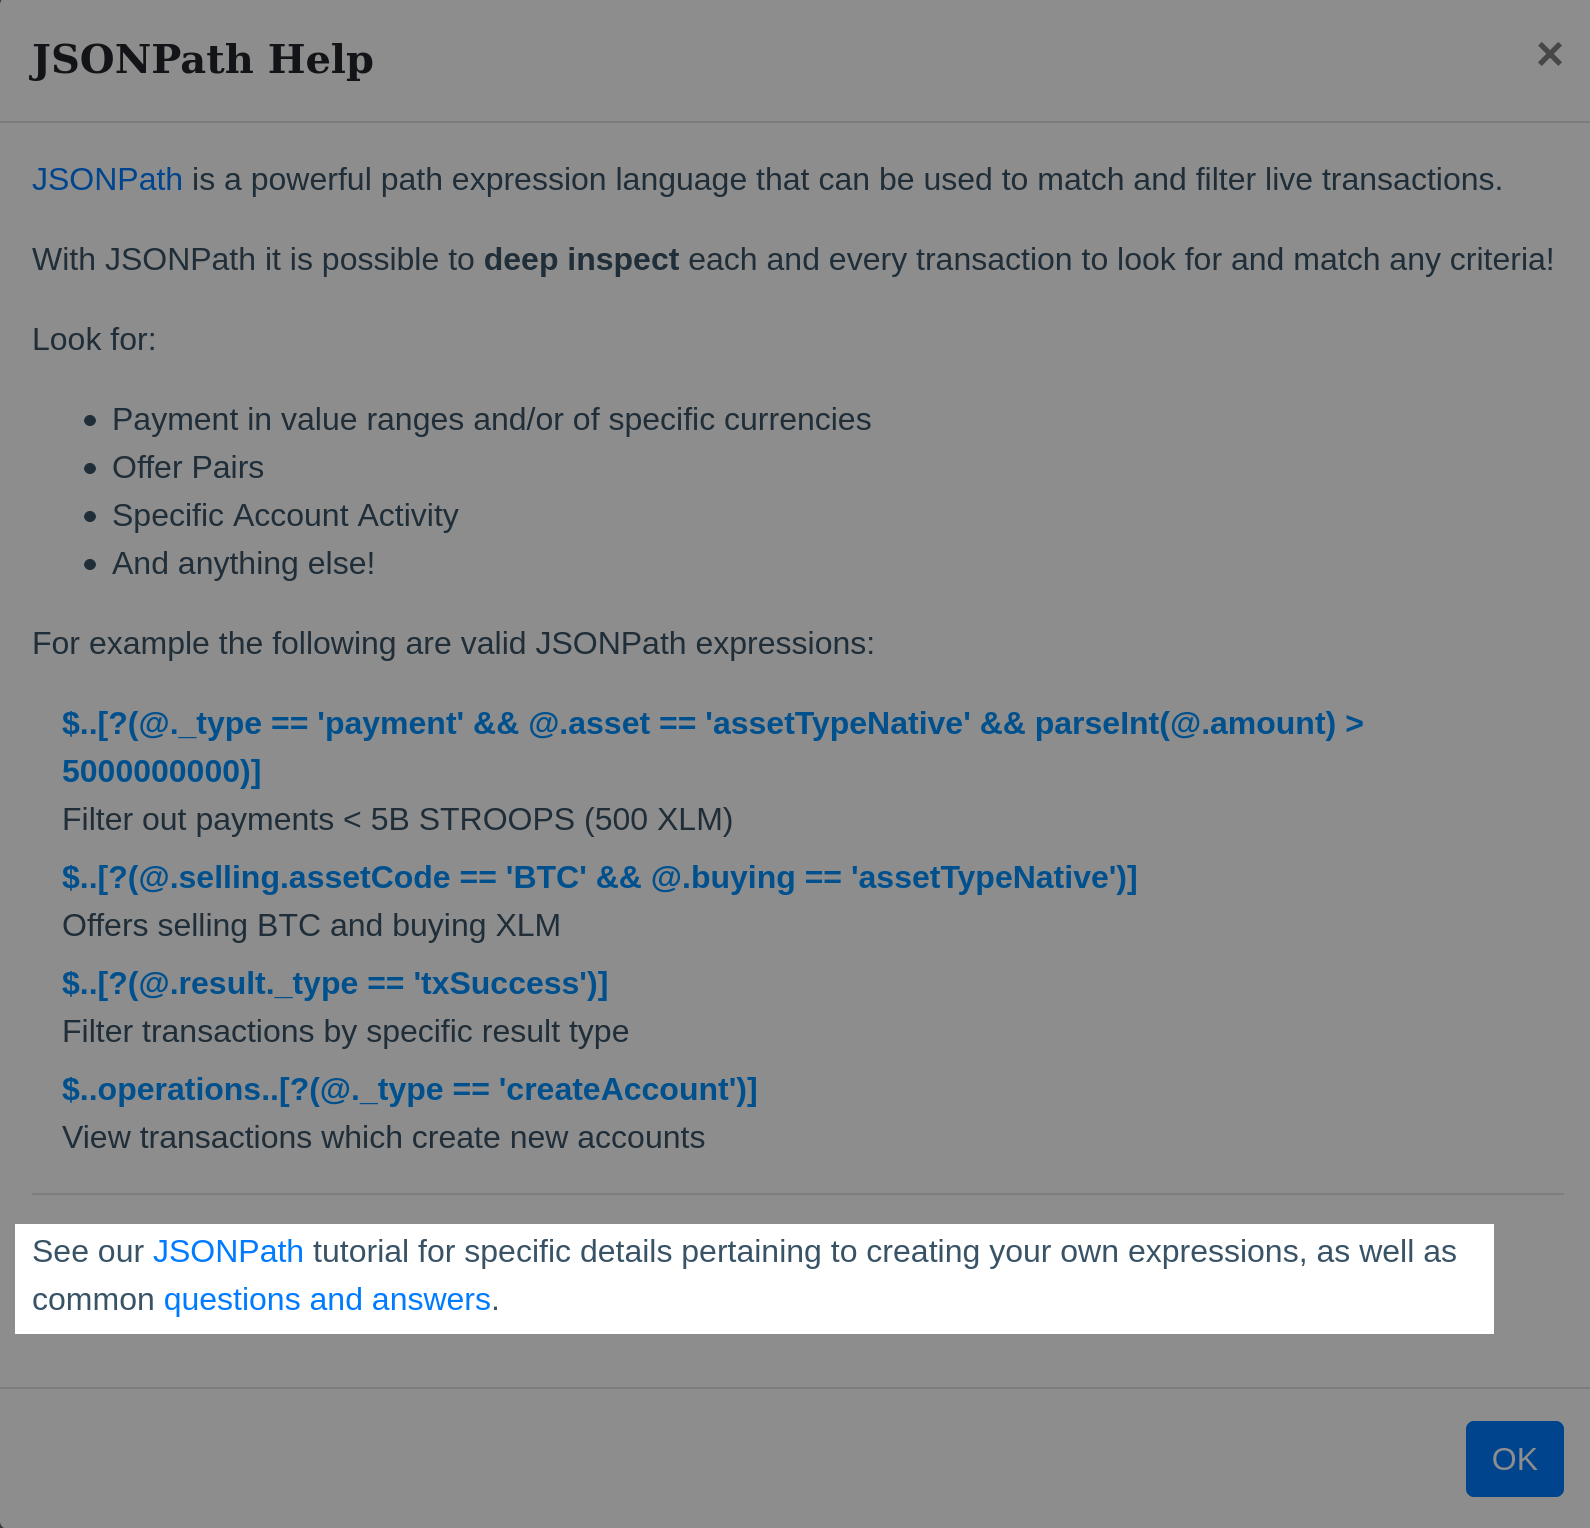 JSONPath Help
×
JSONPath is a powerful path expression language that can be used to match and filter live transactions.
With JSONPath it is possible to deep inspect each and every transaction to look for and match any criteria!
Look for:
• Payment in value ranges and/or of specific currencies
• Offer Pairs
• Specific Account Activity
• And anything else!
For example the following are valid JSONPath expressions:
$..[?(@._type == 'payment' && @.asset == 'assetTypeNative' && parseInt(@.amount) >
5000000000)]
Filter out payments < 5B STROOPS (500 XLM)
$..[?(@.selling.assetCode == 'BTC' && @.buying == 'assetTypeNative')]
Offers selling BTC and buying XLM
$..[?(@.result._type == 'txSuccess')]
Filter transactions by specific result type
$..operations..[?(@._type == 'createAccount')]
View transactions which create new accounts
See our JSONPath tutorial for specific details pertaining to creating your own expressions, as well as
common questions and answers.
OK